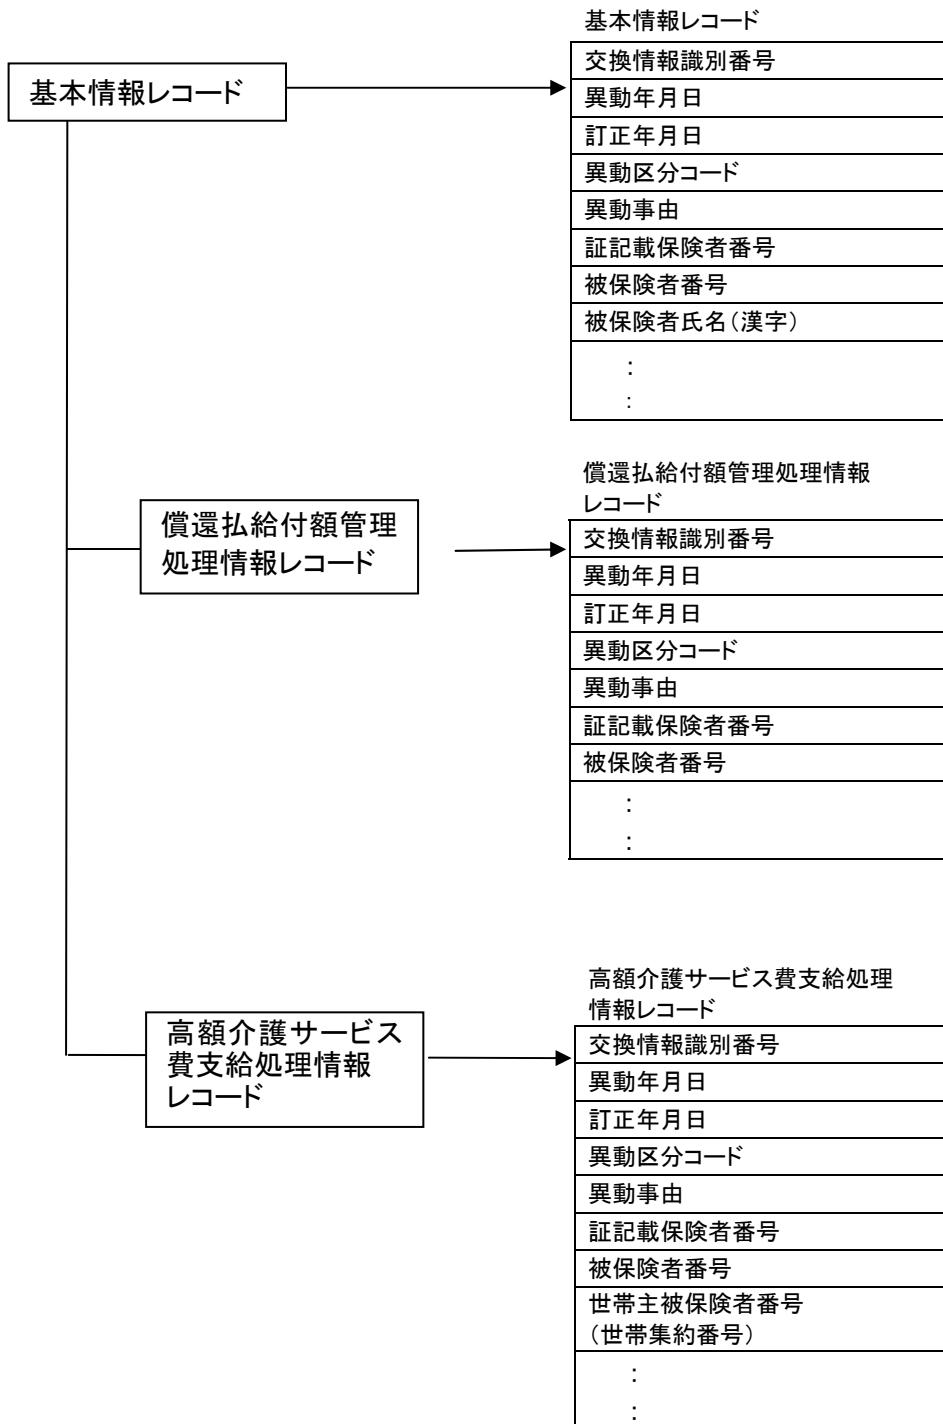 基本情報レコード
基本情報レコード
交換情報識別番号
異動年月日
訂正年月日
異動区分コード
異動事由
証記載保険者番号
被保険者番号
被保険者氏名（漢字）
：
：
償還払給付額管理
処理情報レコード
償還払給付額管理処理情報
レコード
交換情報識別番号
異動年月日
訂正年月日
異動区分コード
異動事由
証記載保険者番号
被保険者番号
：
：
高額介護サービス
費支給処理情報
レコード
高額介護サービス費支給処理
情報レコード
交換情報識別番号
異動年月日
訂正年月日
異動区分コード
異動事由
証記載保険者番号
被保険者番号
世帯主被保険者番号
（世帯集約番号）
：
：